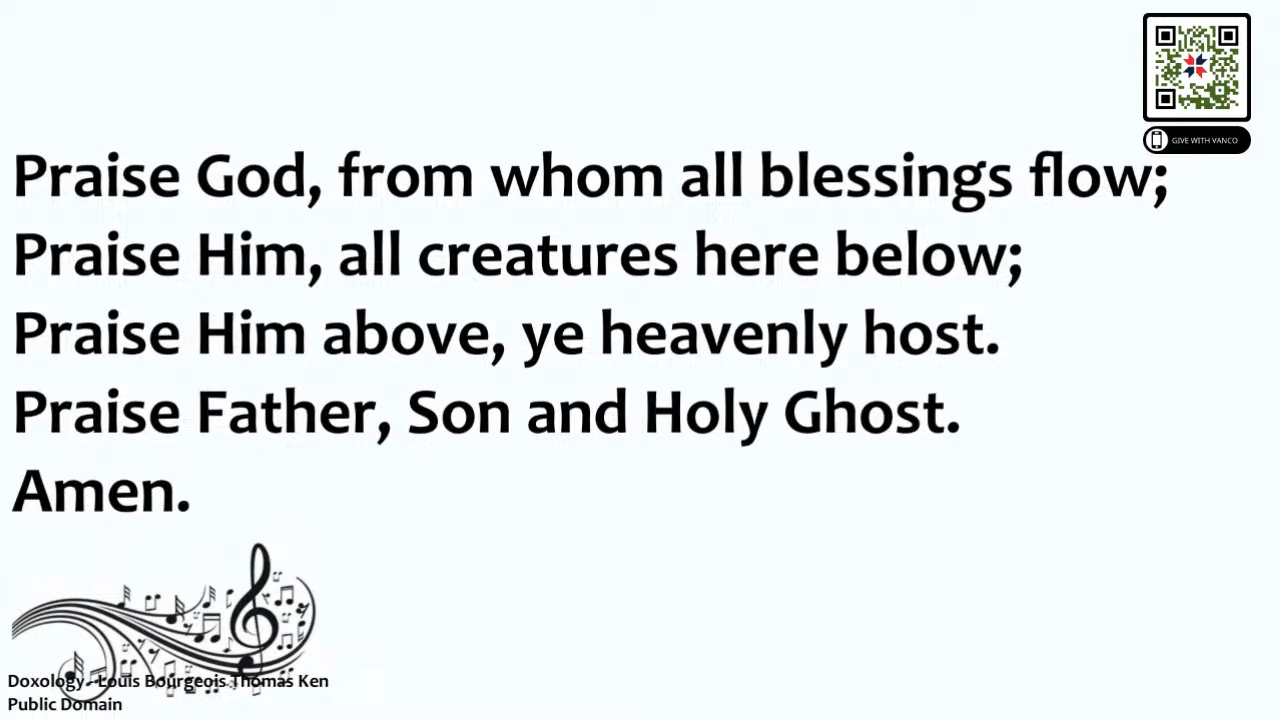 GIVE WITH VANCO
Praise God, from whom all blessings flow;
Praise Him, all creatures here below;
Praise Him above, ye heavenly host.
Praise Father, Son and Holy Ghost.
Amen.
Doxology - Louis Bourgeois Thomas Ken
Public Domain